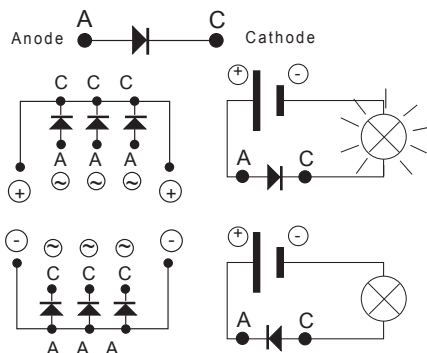 A C
Anode Cathode
C C C
A A A
~ ~ ~
+ +
+ -
A C
- ~ ~ ~ -
C C C
A A A
+ -
A C